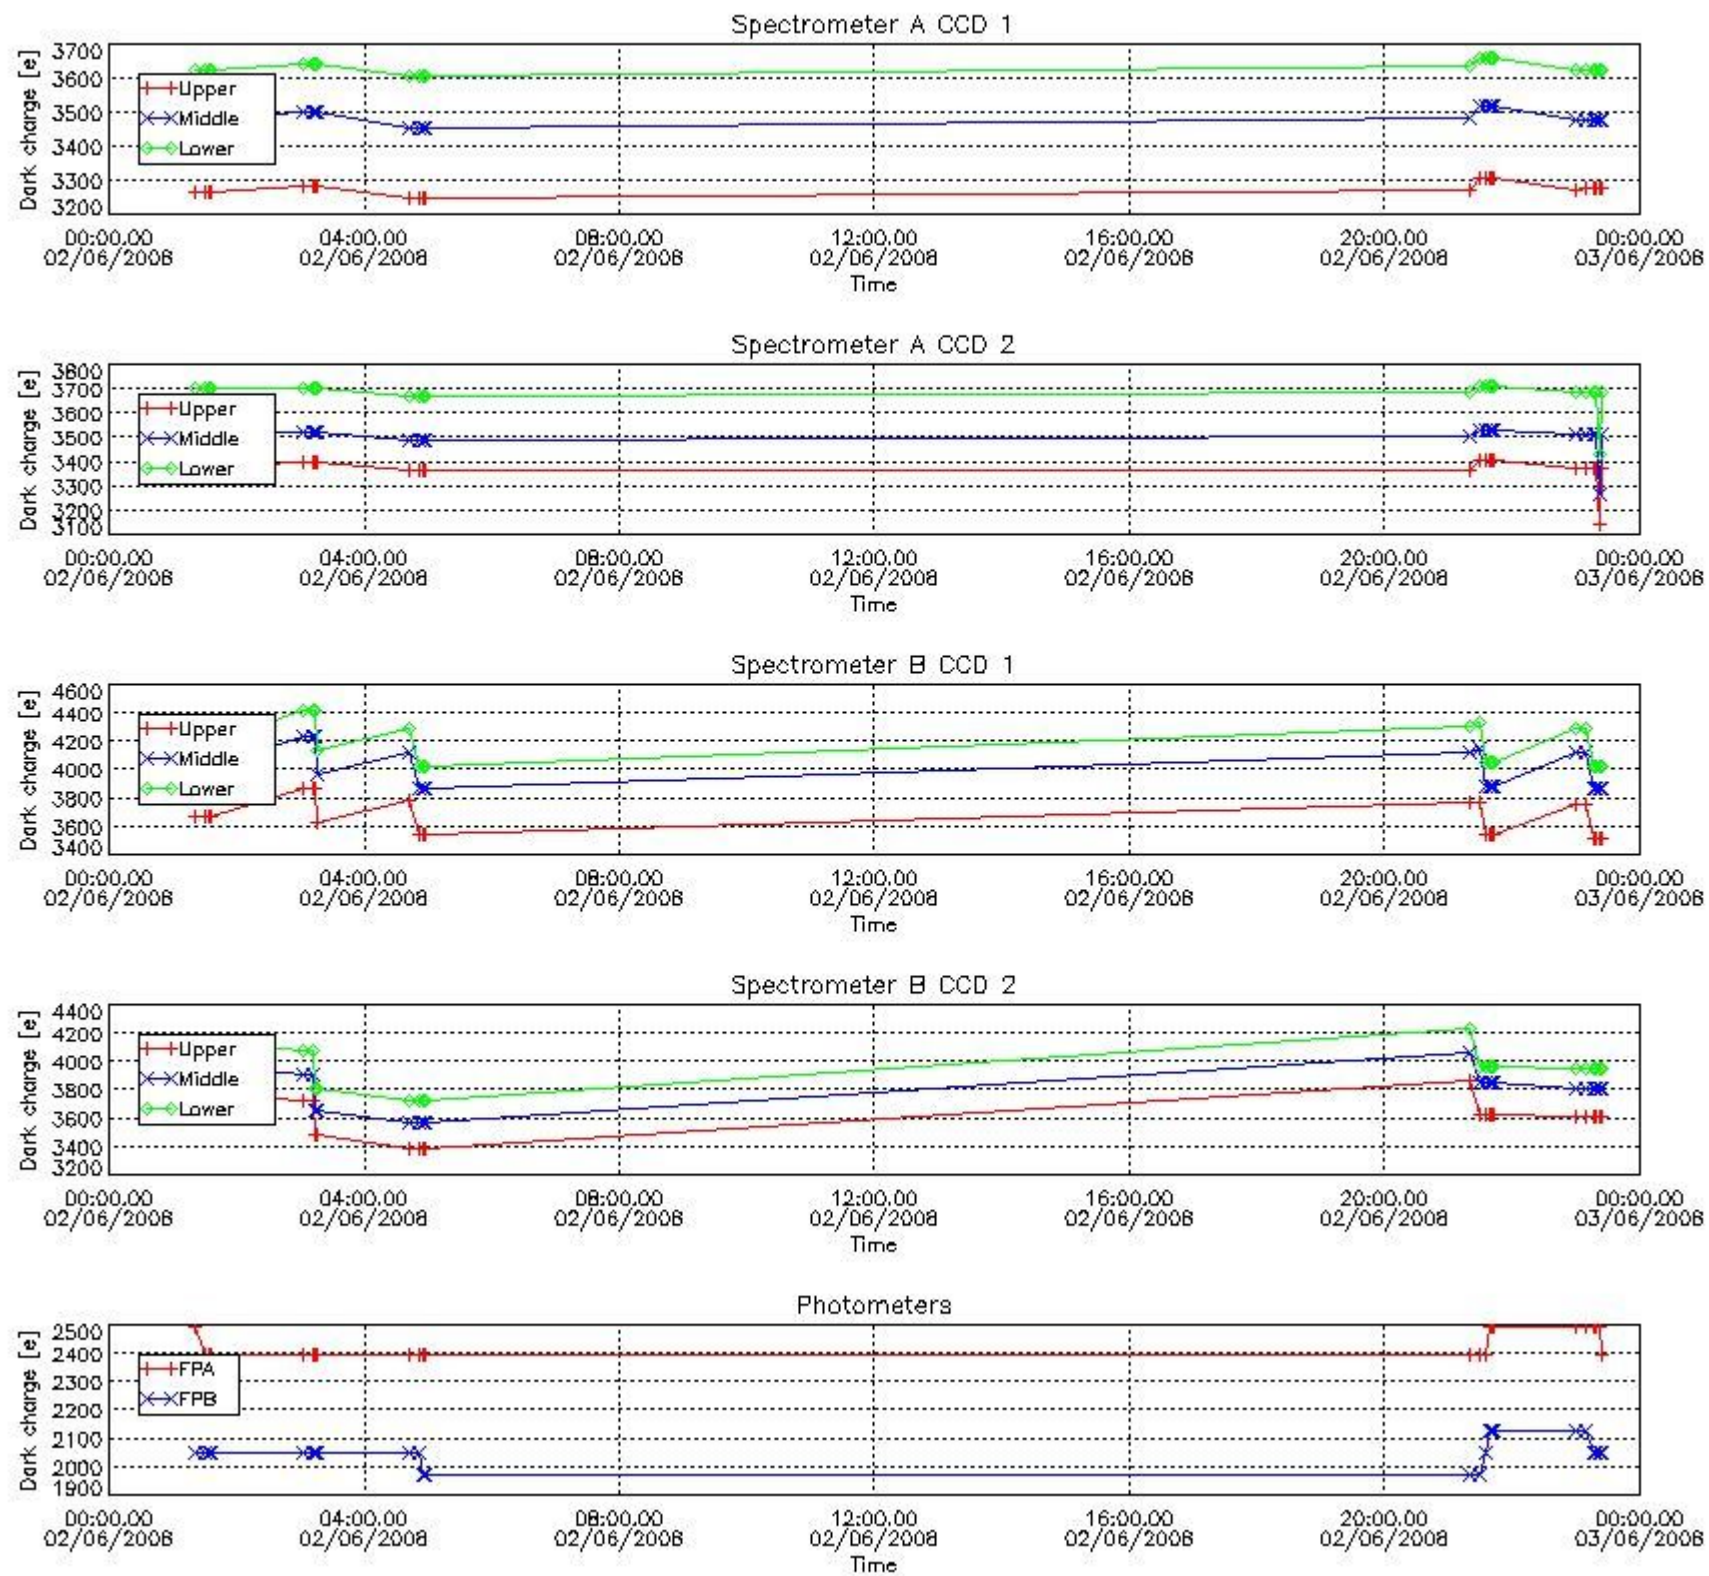 Spectrometer A CCD 1
Dark charge [e]
3700
3600
3500
3400
3300
3200
Upper
Middle
Lower
00:00.00 04:00.00 08:00.00 12:00.00 16:00.00 20:00.00 00:00.00
02/06/2008 02/06/2008 02/06/2008 02/06/2008 02/06/2008 02/06/2008 03/06/2008
Time
Spectrometer A CCD 2
Dark charge [e]
3800
3700
3600
3500
3400
3300
3200
3100
Upper
Middle
Lower
00:00.00 04:00.00 08:00.00 12:00.00 16:00.00 20:00.00 00:00.00
02/06/2008 02/06/2008 02/06/2008 02/06/2008 02/06/2008 02/06/2008 03/06/2008
Time
Spectrometer B CCD 1
Dark charge [e]
4600
4400
4200
4000
3800
3600
3400
Upper
Middle
Lower
00:00.00 04:00.00 08:00.00 12:00.00 16:00.00 20:00.00 00:00.00
02/06/2008 02/06/2008 02/06/2008 02/06/2008 02/06/2008 02/06/2008 03/06/2008
Time
Spectrometer B CCD 2
Dark charge [e]
4400
4200
4000
3800
3600
3400
3200
Upper
Middle
Lower
00:00.00 04:00.00 08:00.00 12:00.00 16:00.00 20:00.00 00:00.00
02/06/2008 02/06/2008 02/06/2008 02/06/2008 02/06/2008 02/06/2008 03/06/2008
Time
Photometers
Dark charge [e]
2500
2400
2300
2200
2100
2000
1900
FPA
FPB
00:00.00 04:00.00 08:00.00 12:00.00 16:00.00 20:00.00 00:00.00
02/06/2008 02/06/2008 02/06/2008 02/06/2008 02/06/2008 02/06/2008 03/06/2008
Time